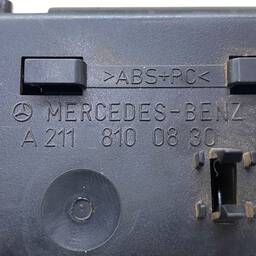 >ABS+PC<
MERCEDES-BENZ
A 211 810 08 30